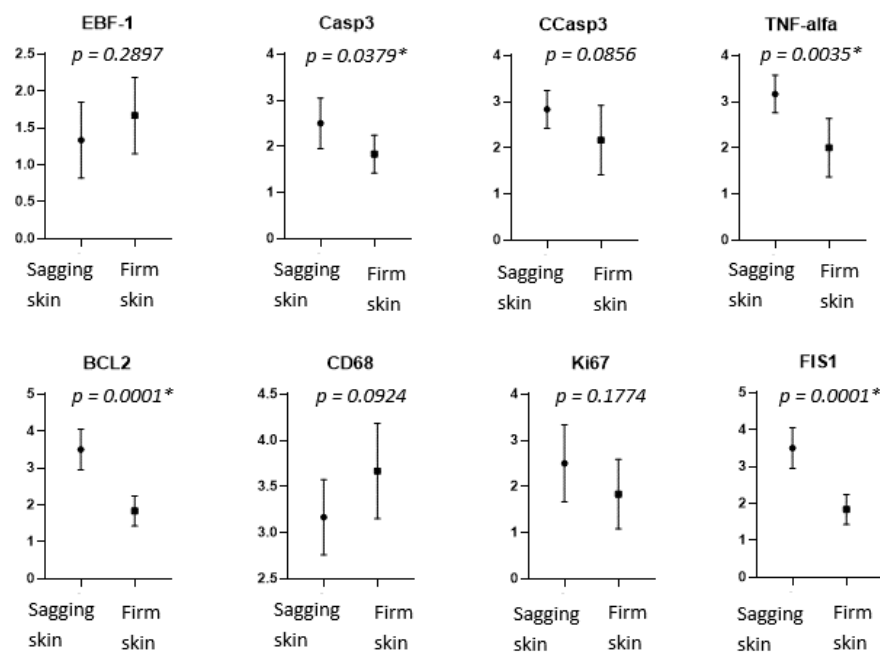 EBF-1
p = 0.2897
2.5
2.0
1.5
1.0
0.5
0.0
Sagging skin
Firm skin
Casp3
p = 0.0379*
4
3
2
1
0
Sagging skin
Firm skin
CCasp3
p = 0.0856
4
3
2
1
0
Sagging skin
Firm skin
TNF-alfa
p = 0.0035*
4
3
2
1
0
Sagging skin
Firm skin
BCL2
p = 0.0001*
5
4
3
2
1
0
Sagging skin
Firm skin
CD68
p = 0.0924
4.5
4.0
3.5
3.0
2.5
Sagging skin
Firm skin
Ki67
p = 0.1774
4
3
2
1
0
Sagging skin
Firm skin
FIS1
p = 0.0001*
5
4
3
2
1
0
Sagging skin
Firm skin